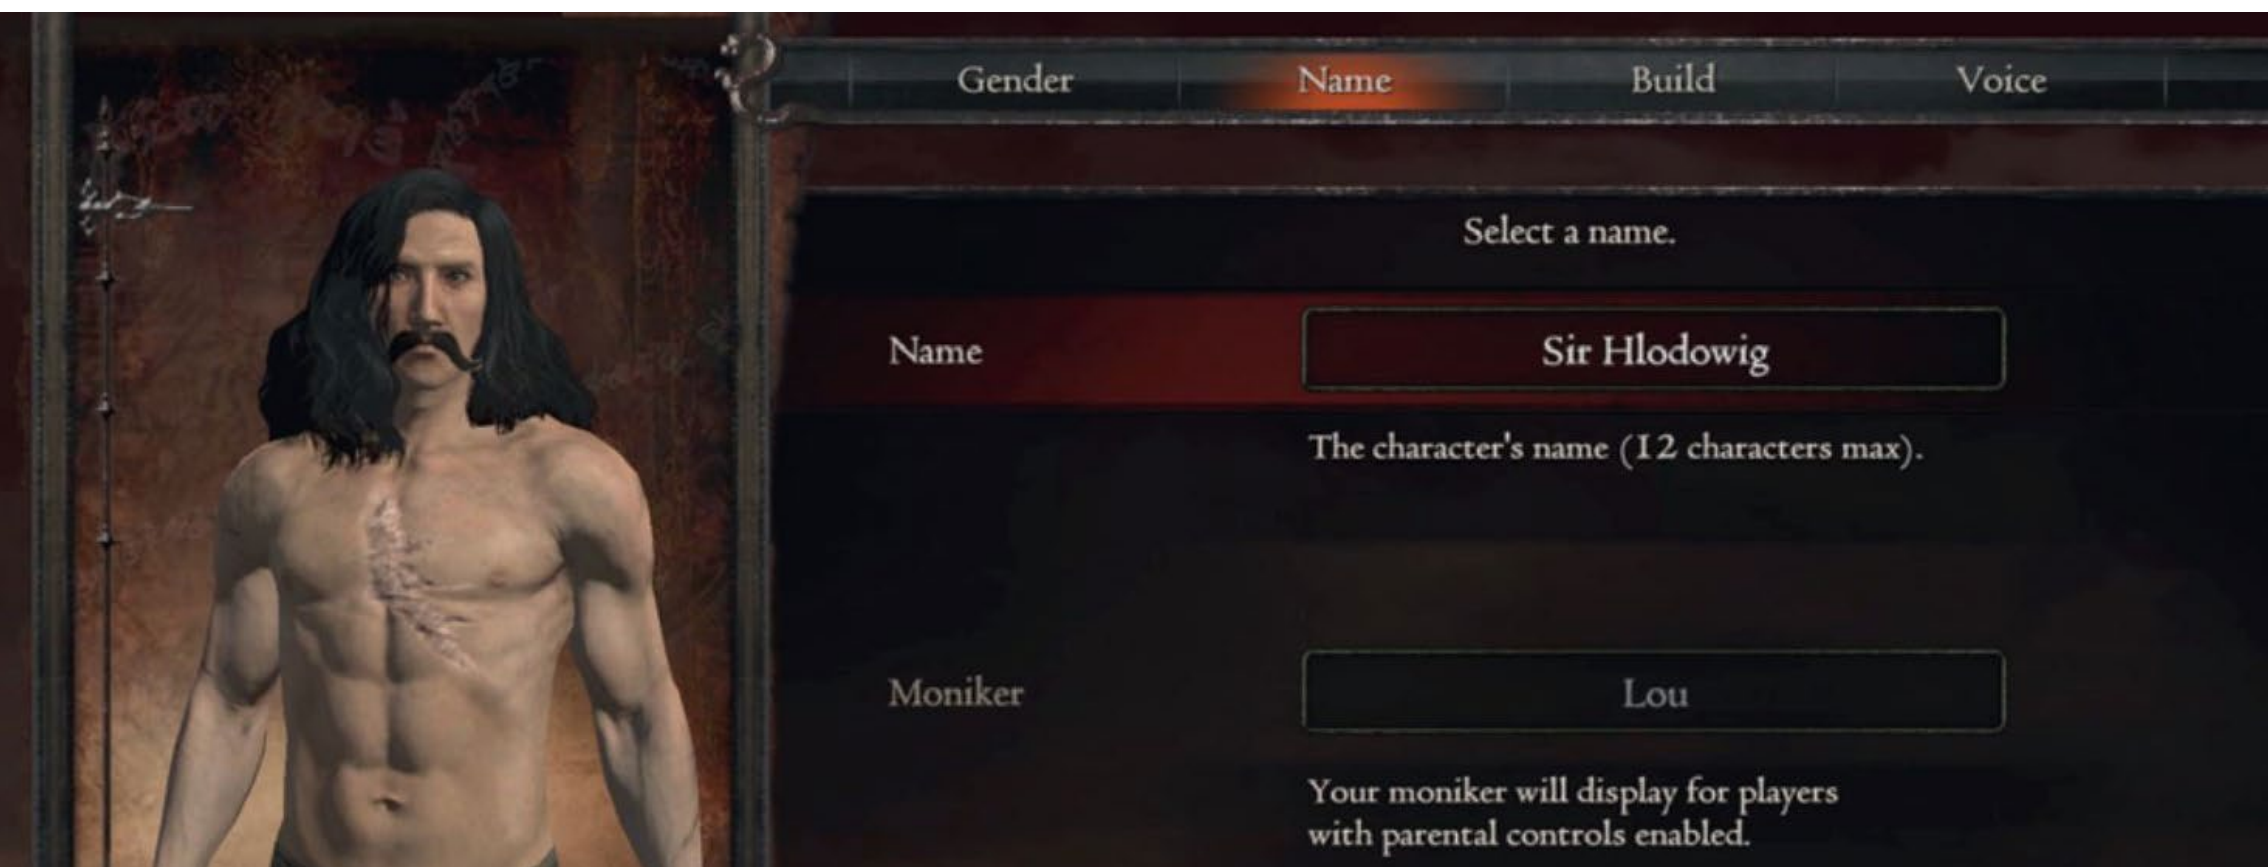 Gender Name Build Voice
Select a name.
Name Sir Hlodowig
The character's name (12 characters max).
Moniker Lou
Your moniker will display for players
with parental controls enabled.